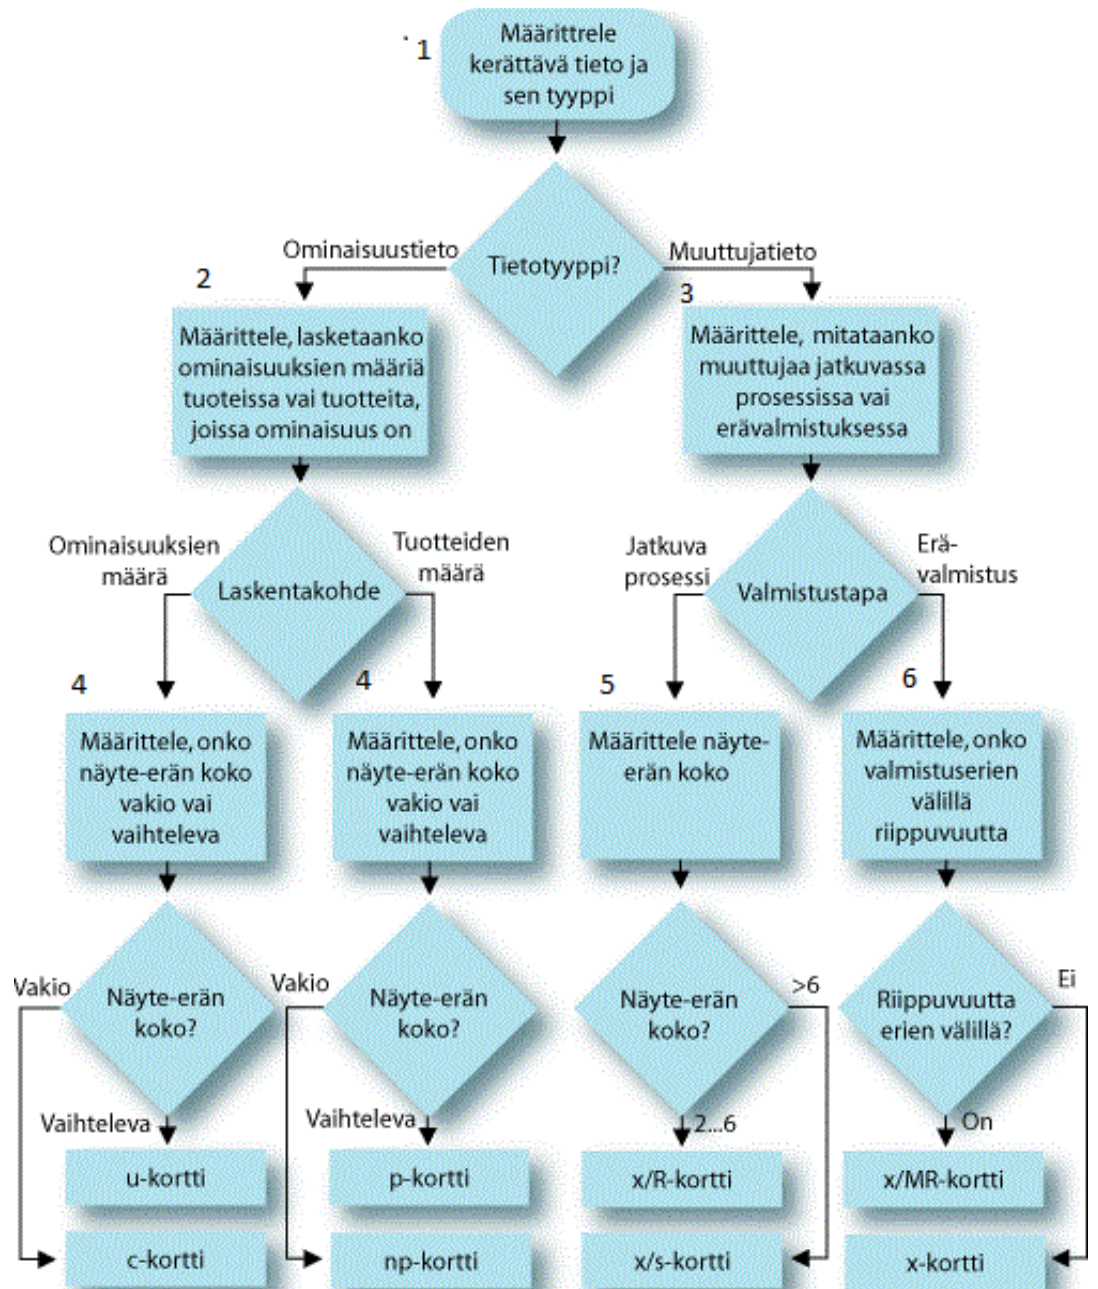 1
Määrittrele
kerättävä tieto ja
sen tyyppi
Tietotyyppi?
Ominaisuustieto
Muuttujatieto
2
Määrittele, lasketaanko
ominaisuuksien määriä
tuoteissa vai tuotteita,
joissa ominaisuus on
3
Määrittele, mitataanko
muuttujaa jatkuvassa
prosessissa vai
erävalmistuksessa
Ominaisuuksien
määrä
Laskentakohde
Tuotteiden
määrä
Jatkuva
prosessi
Valmistustapa
Erä-
valmistus
4
Määrittele, onko
näyte-erän koko
vakio vai
vaihteleva
4
Määrittele, onko
näyte-erän koko
vakio vai
vaihteleva
5
Määrittele näyte-
erän koko
6
Määrittele, onko
valmistuserien
välillä
riippuvuutta
Vakio
Näyte-erän
koko?
Vaihteleva
Vakio
Näyte-erän
koko?
Vaihteleva
Näyte-erän
koko?
>6
2...6
Riippuvuutta
erien välillä?
Ei
On
u-kortti
p-kortti
x/R-kortti
x/MR-kortti
c-kortti
np-kortti
x/s-kortti
x-kortti